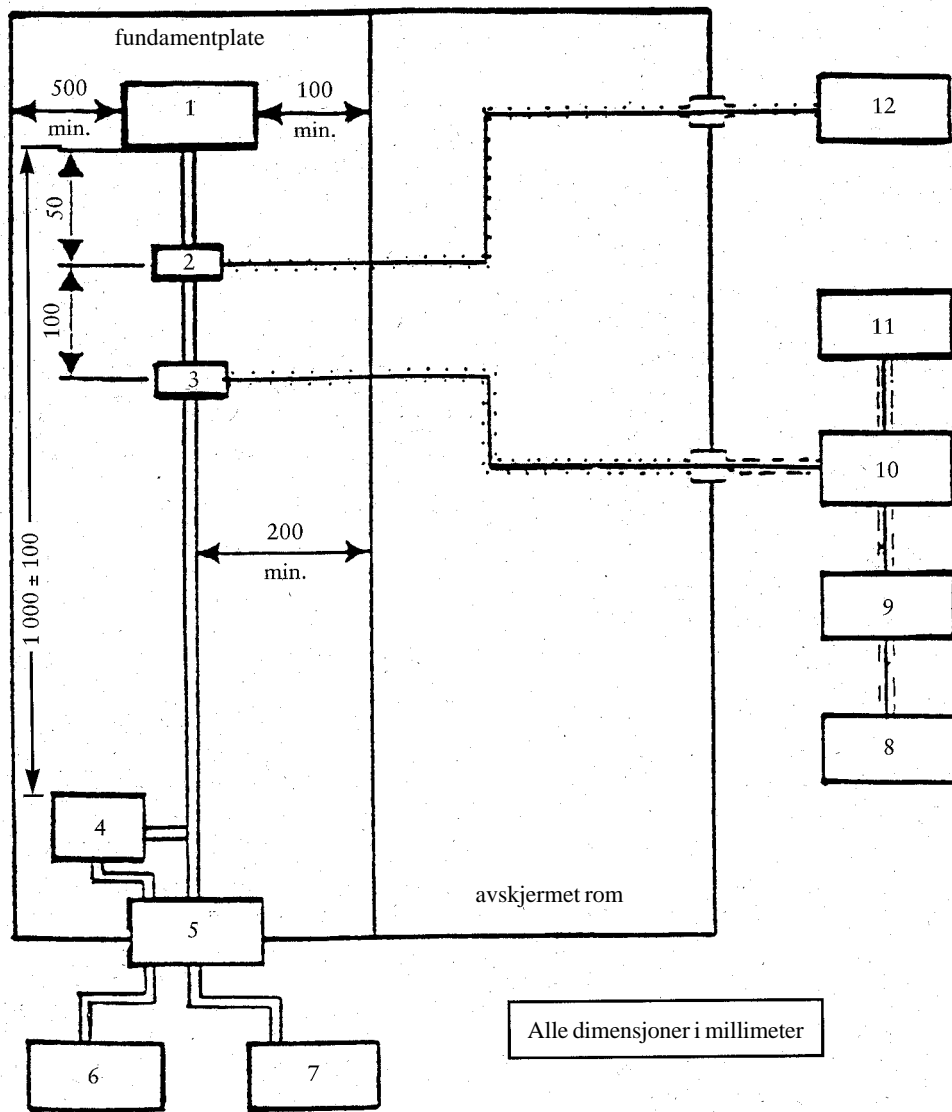 fundamentplate
500
min.
1
100
min.
12
50
2
100
3
11
10
1 000 ± 100
200
min.
9
8
4
5
avskjermet rom
6
7
Alle dimensjoner i millimeter